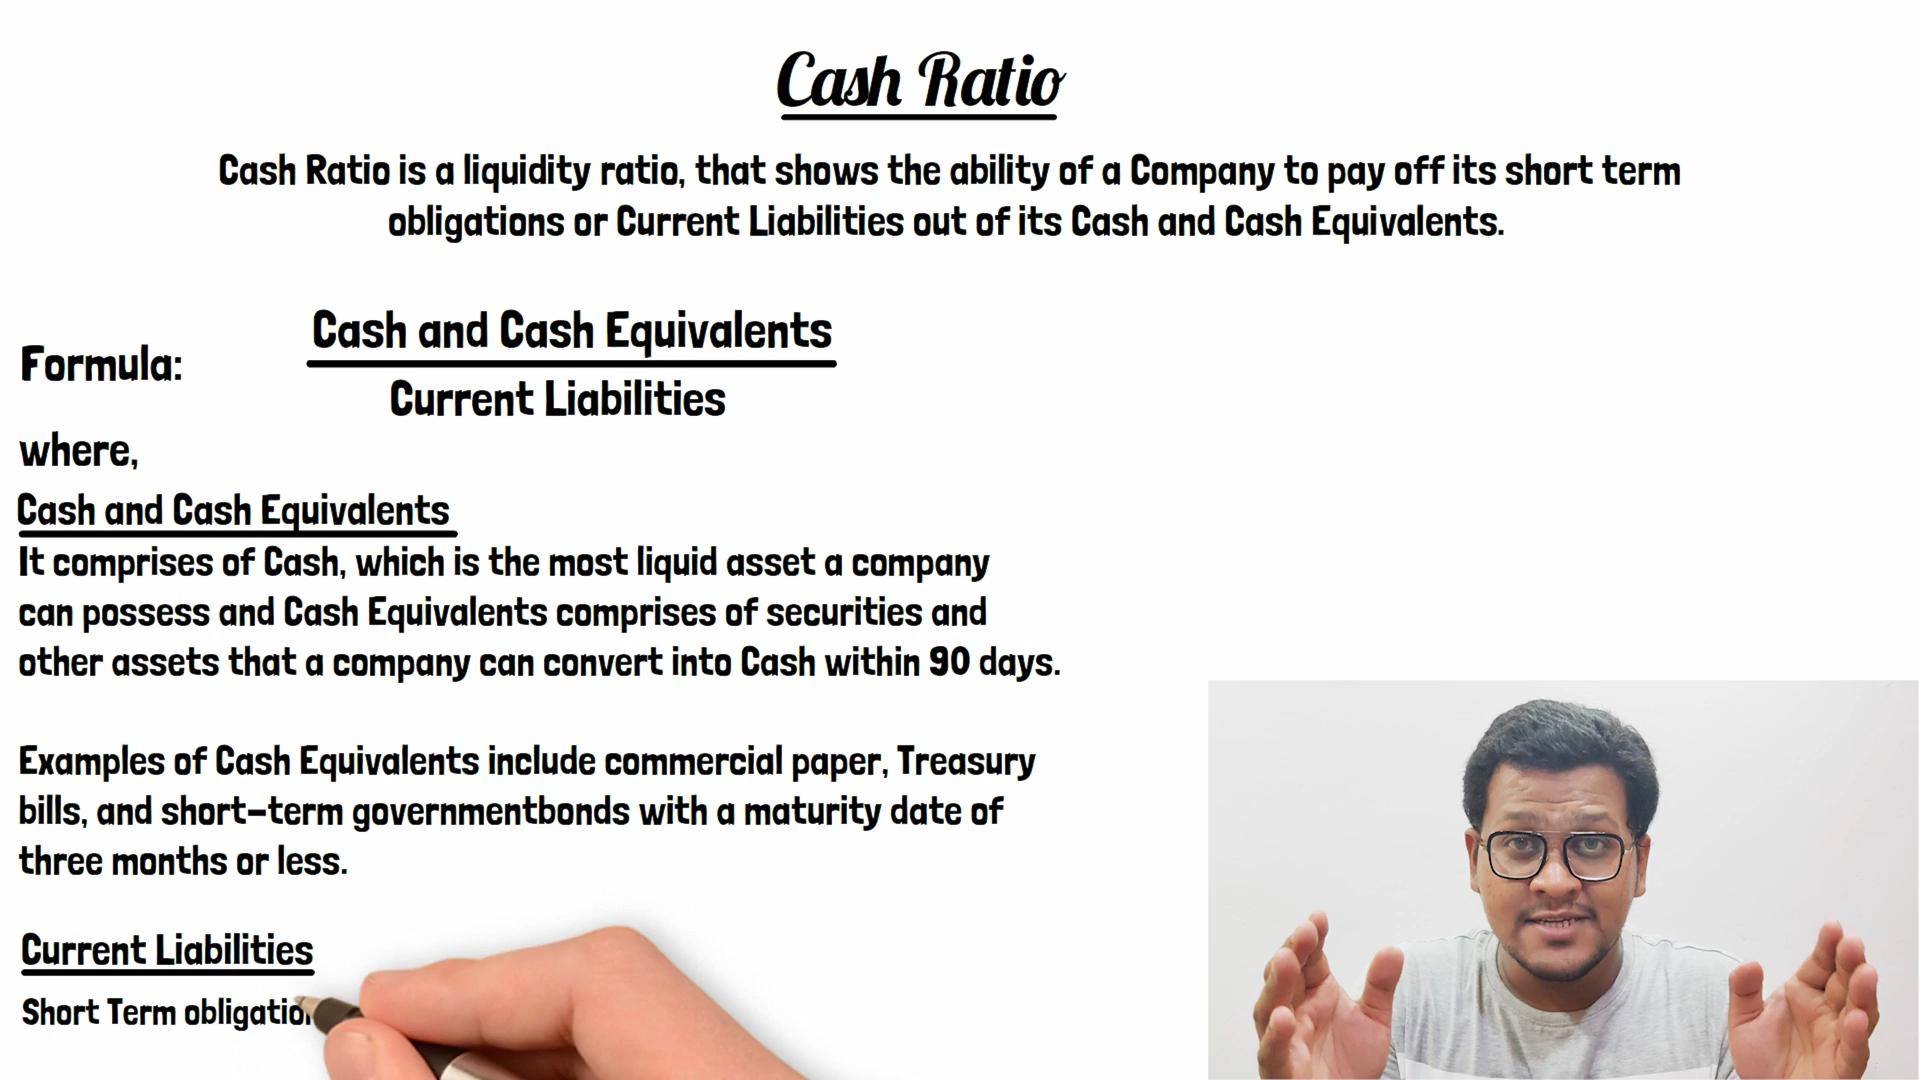 Cash Ratio
Cash Ratio is a liquidity ratio, that shows the ability of a Company to pay off its short term
obligations or Current Liabilities out of its Cash and Cash Equivalents.
Formula:
Cash and Cash Equivalents
Current Liabilities
where,
Cash and Cash Equivalents
It comprises of Cash, which is the most liquid asset a company
can possess and Cash Equivalents comprises of securities and
other assets that a company can convert into Cash within 90 days.
Examples of Cash Equivalents include commercial paper, Treasury
bills, and short-term governmentbonds with a maturity date of
three months or less.
Current Liabilities
Short Term obligation